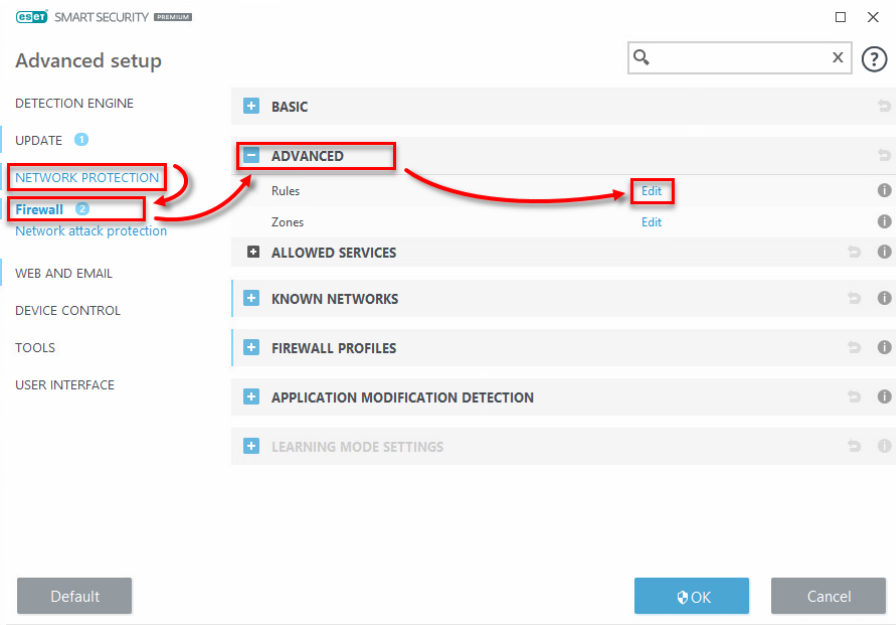 eseT SMART SECURITY PREMIUM
Advanced setup
DETECTION ENGINE
UPDATE 1
NETWORK PROTECTION
Firewall 2
Network attack protection
WEB AND EMAIL
DEVICE CONTROL
TOOLS
USER INTERFACE
BASIC
ADVANCED
Rules Edit
Zones Edit
ALLOWED SERVICES
KNOWN NETWORKS
FIREWALL PROFILES
APPLICATION MODIFICATION DETECTION
LEARNING MODE SETTINGS
Default
OK
Cancel